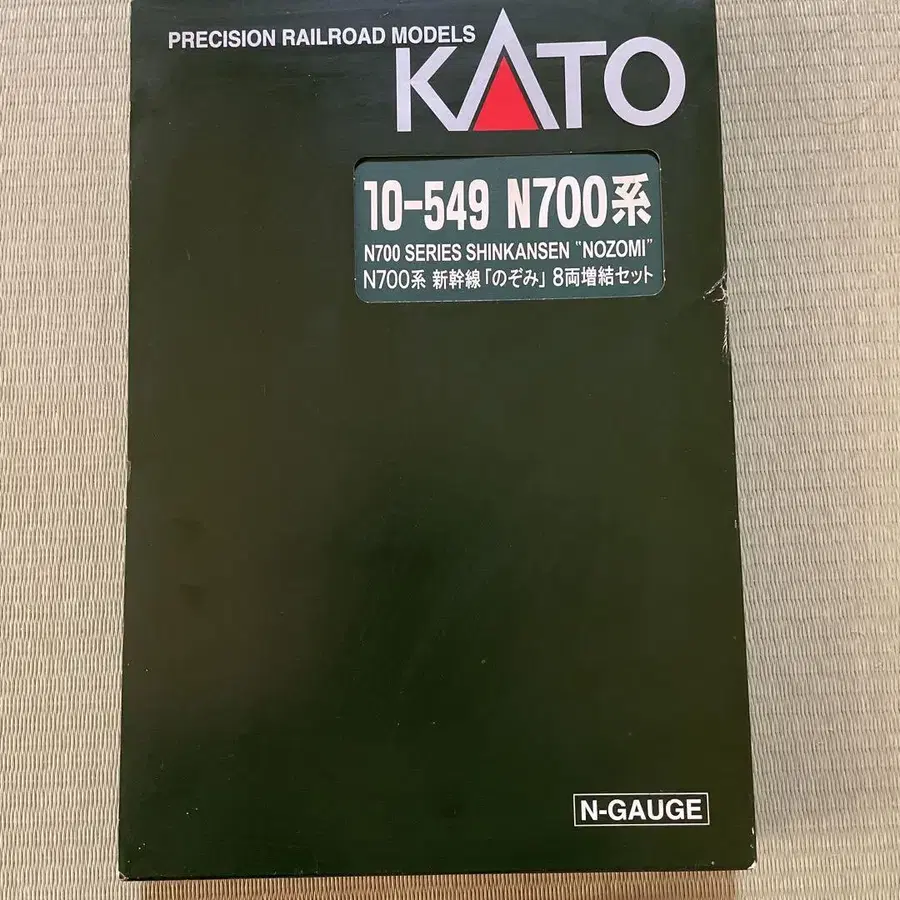 PRECISION RAILROAD MODELS
KATO
10-549 N700系
N700 SERIES SHINKANSEN "NOZOMI"
N700系 新幹線「のぞみ」8両増結セット
N-GAUGE